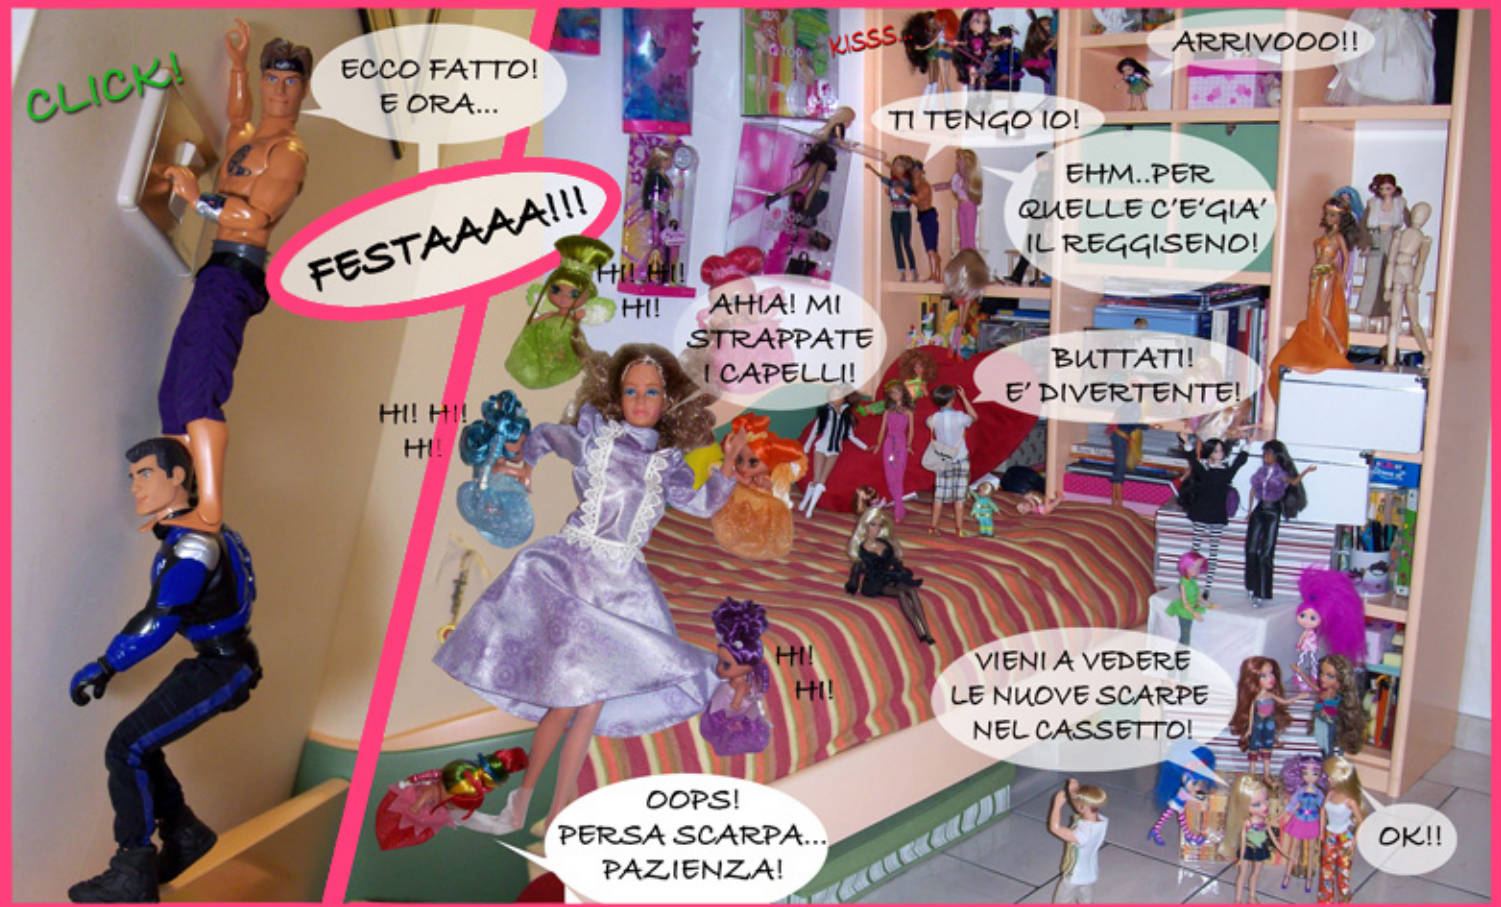 CLICK!
ECCO FATTO!
E ORA...
FESTAAAA!!!
KISSS...
ARRIVOOO!!
TI TENGO IO!
EHM..PER
QUELLE C'E'GIA'
IL REGGISENO!
HI! HI!
HI!
AHIA! MI
STRAPPATE
I CAPELLI!
BUTTATI!
E' DIVERTENTE!
HI! HI!
HI!
HI!
HI!
VIENI A VEDERE
LE NUOVE SCARPE
NEL CASSETTO!
OOPS!
PERSA SCARPA...
PAZIENZA!
OK!!